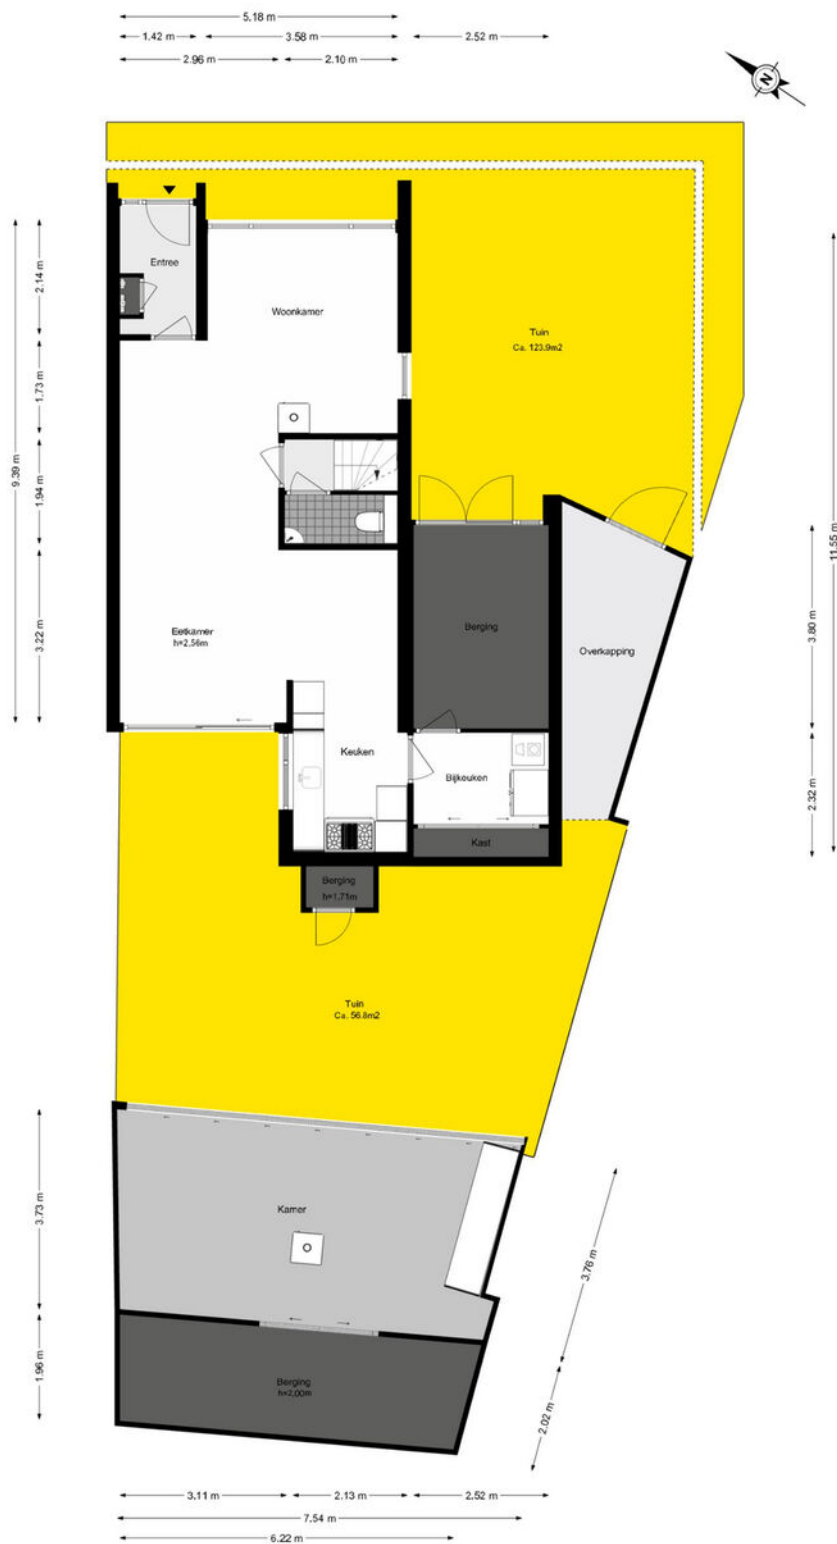 5.18 m
1.42 m
3.58 m
2.52 m
2.96 m
2.10 m
N
Entree
Woonkamer
Tuin
Ca. 123.9m2
2.14 m
1.73 m
9.39 m
1.94 m
3.22 m
11.55 m
3.80 m
2.32 m
Eetkamer
h=2.56m
Berging
Overkapping
Keuken
Bijkeuken
Kast
Berging
h=1.71m
Tuin
Ca. 56.8m2
3.73 m
Kamer
3.76 m
1.96 m
Berging
h=2.00m
2.02 m
3.11 m
2.13 m
2.52 m
7.54 m
6.22 m